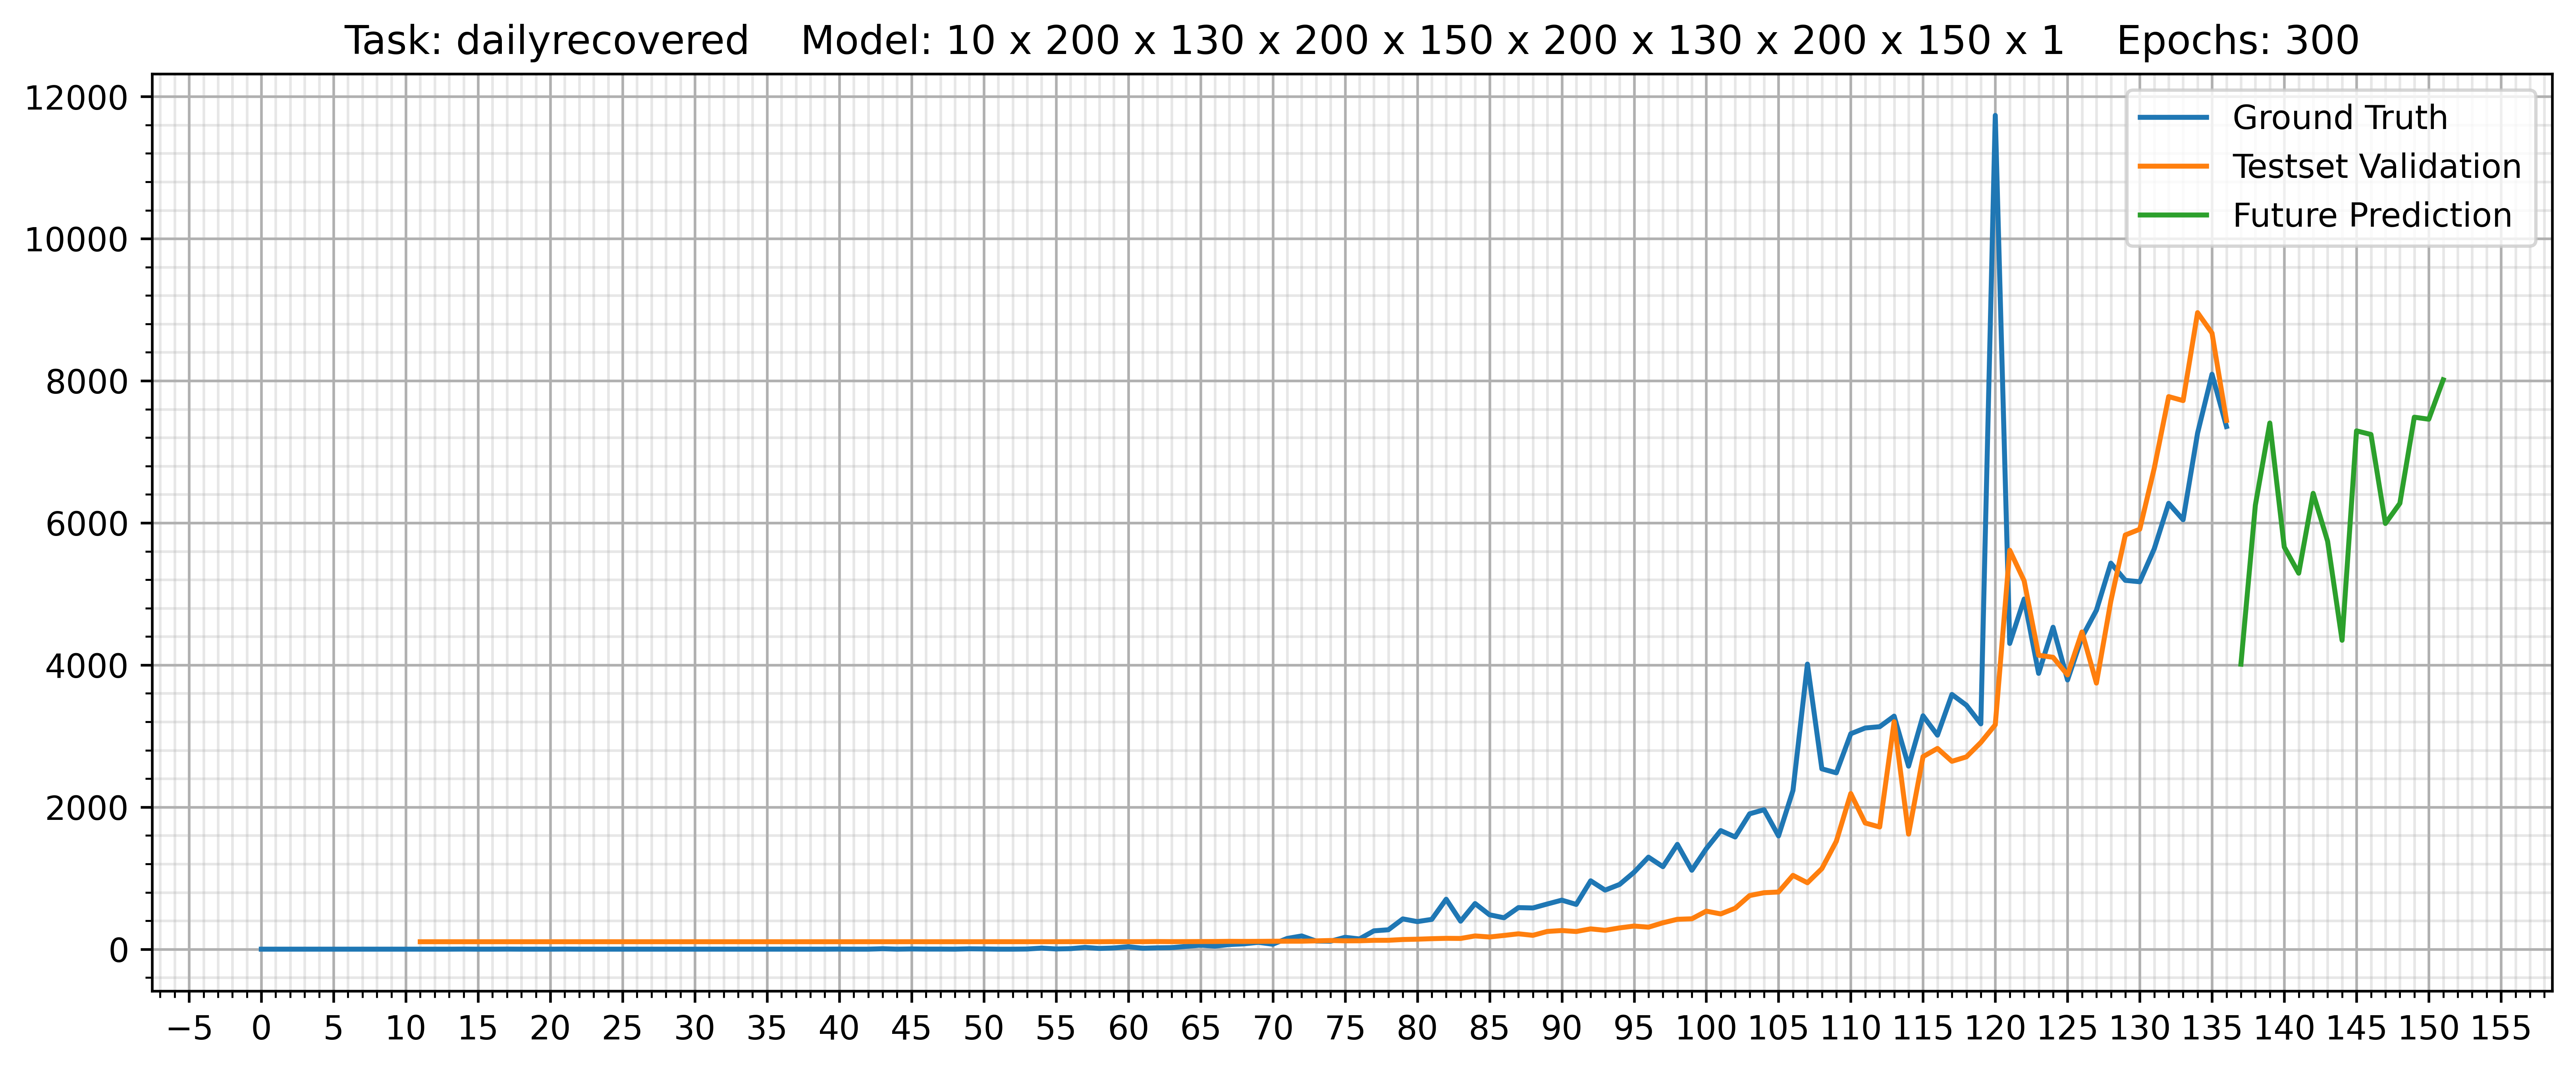 Task: dailyrecovered    Model: 10 x 200 x 130 x 200 x 150 x 200 x 130 x 200 x 150 x 1    Epochs: 300
12000
10000
8000
6000
4000
2000
0
Ground Truth
Testset Validation
Future Prediction
−5 0 5 10 15 20 25 30 35 40 45 50 55 60 65 70 75 80 85 90 95 100 105 110 115 120 125 130 135 140 145 150 155